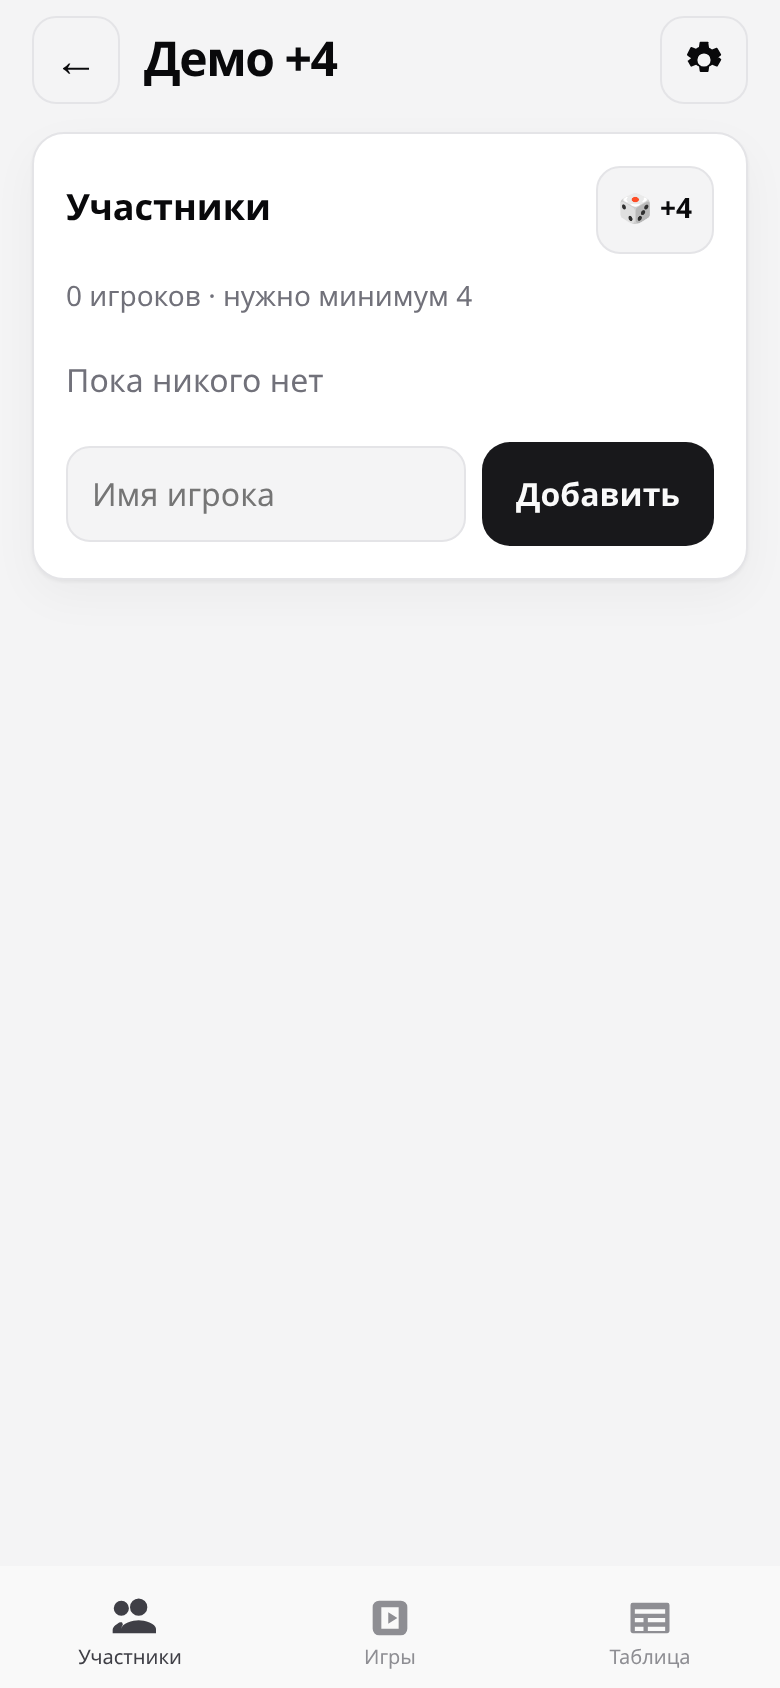 ← Демо +4
Участники
🎲 +4
0 игроков · нужно минимум 4
Пока никого нет
Имя игрока
Добавить
Участники
Игры
Таблица